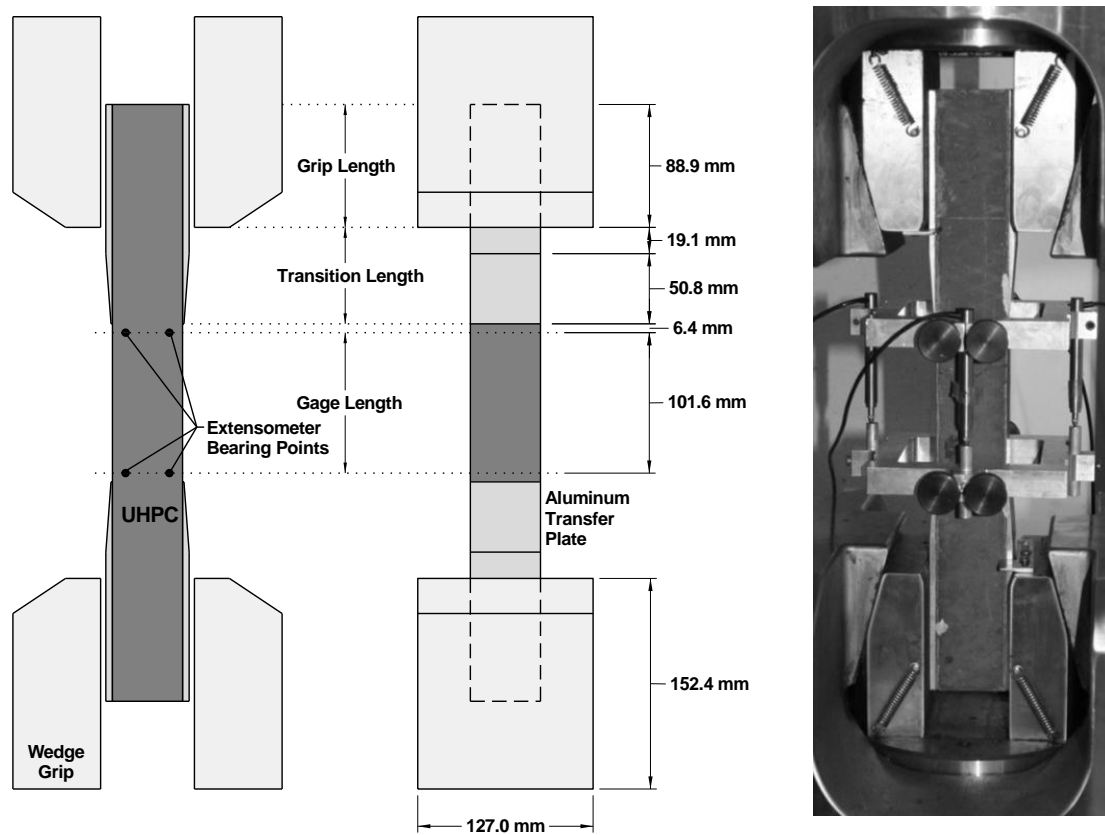 Grip Length
88.9 mm
19.1 mm
Transition Length
50.8 mm
6.4 mm
Gage Length
101.6 mm
Extensometer
Bearing Points
UHPC
Aluminum
Transfer
Plate
152.4 mm
Wedge
Grip
127.0 mm